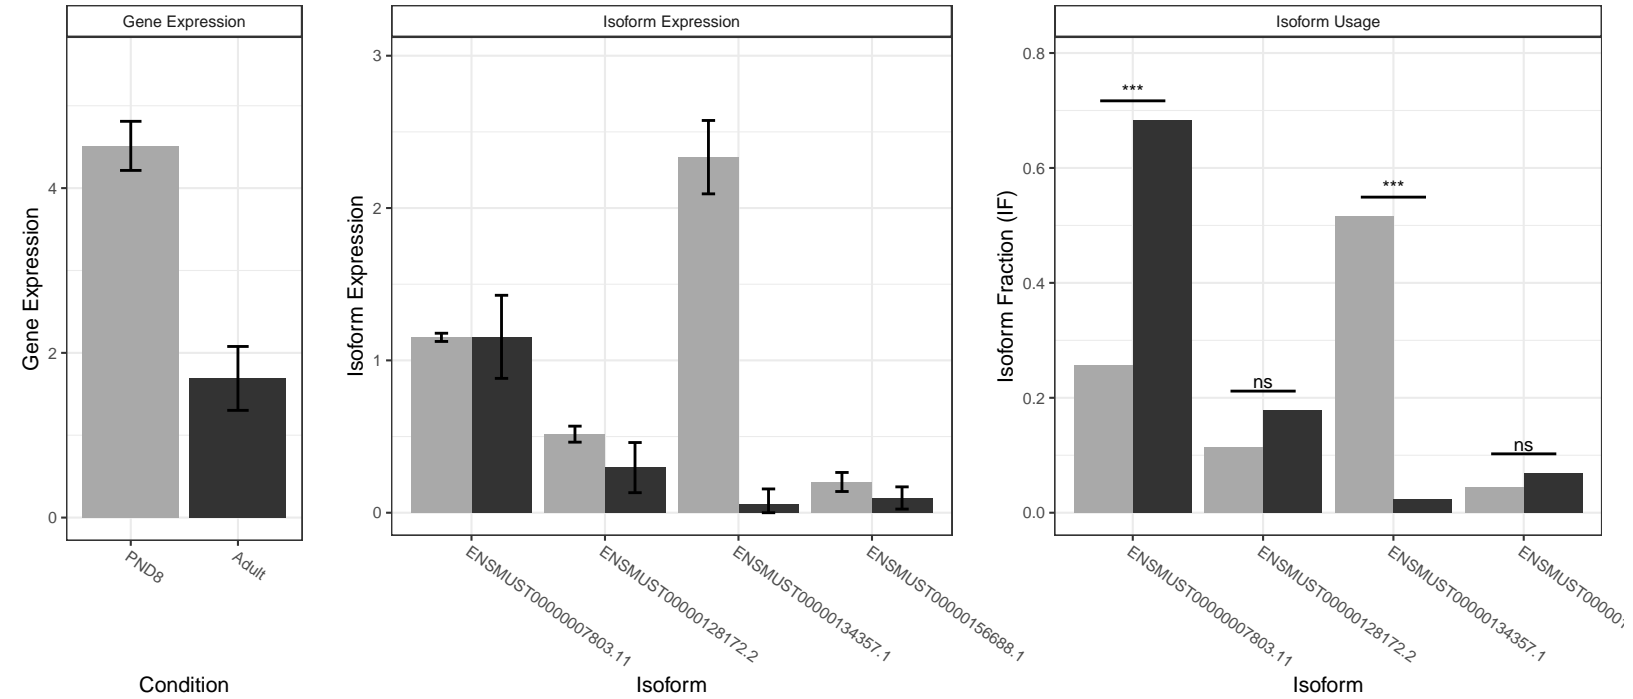 Gene Expression
Isoform Expression
Isoform Usage
Gene Expression
4
2
0
PND8
Adult
Condition
Isoform Expression
3
2
1
0
ENSMUST00000007803.11
ENSMUST00000128172.2
ENSMUST00000134357.1
ENSMUST00000156688.1
Isoform
Isoform Fraction (IF)
0.8
0.6
0.4
0.2
0.0
***
ns
***
ns
ENSMUST00000007803.11
ENSMUST00000128172.2
ENSMUST00000134357.1
Isoform